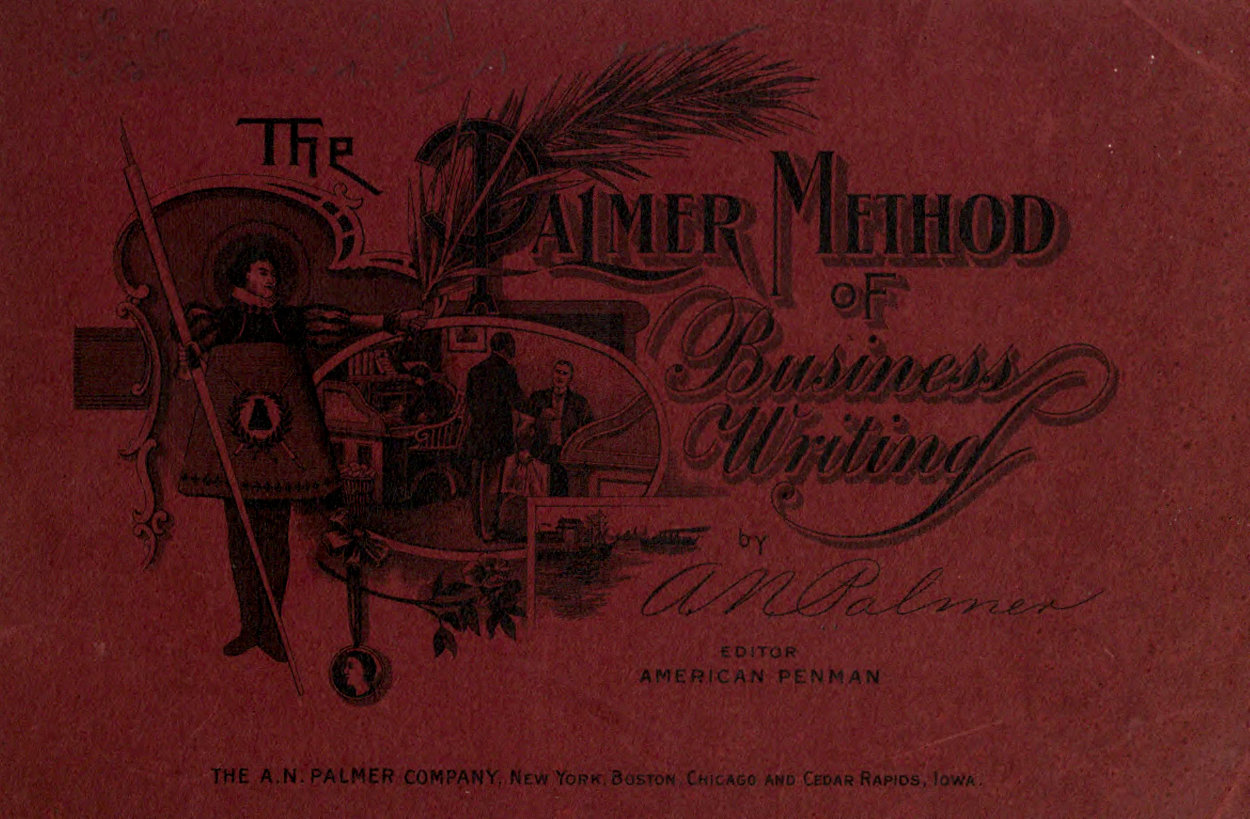 The
Palmer Method
of
Business
Writing
by
A. N. Palmer
EDITOR
AMERICAN PENMAN
THE A.N. PALMER COMPANY, NEW YORK, BOSTON, CHICAGO AND CEDAR RAPIDS, IOWA.